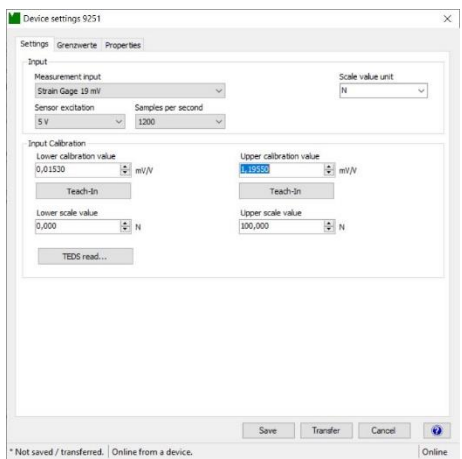 Device settings 9251
Settings Grenzwerte Properties
Input
Measurement input Scale value unit
Strain Gage 19 mV N
Sensor excitation Samples per second
5 V 1200
Input Calibration
Lower calibration value Upper calibration value
0,01530 mV/V 1,19550 mV/V
Teach-In Teach-In
Lower scale value Upper scale value
0,000 N 100,000 N
TEDS read...
Save Transfer Cancel ?
* Not saved / transferred. Online from a device. Online